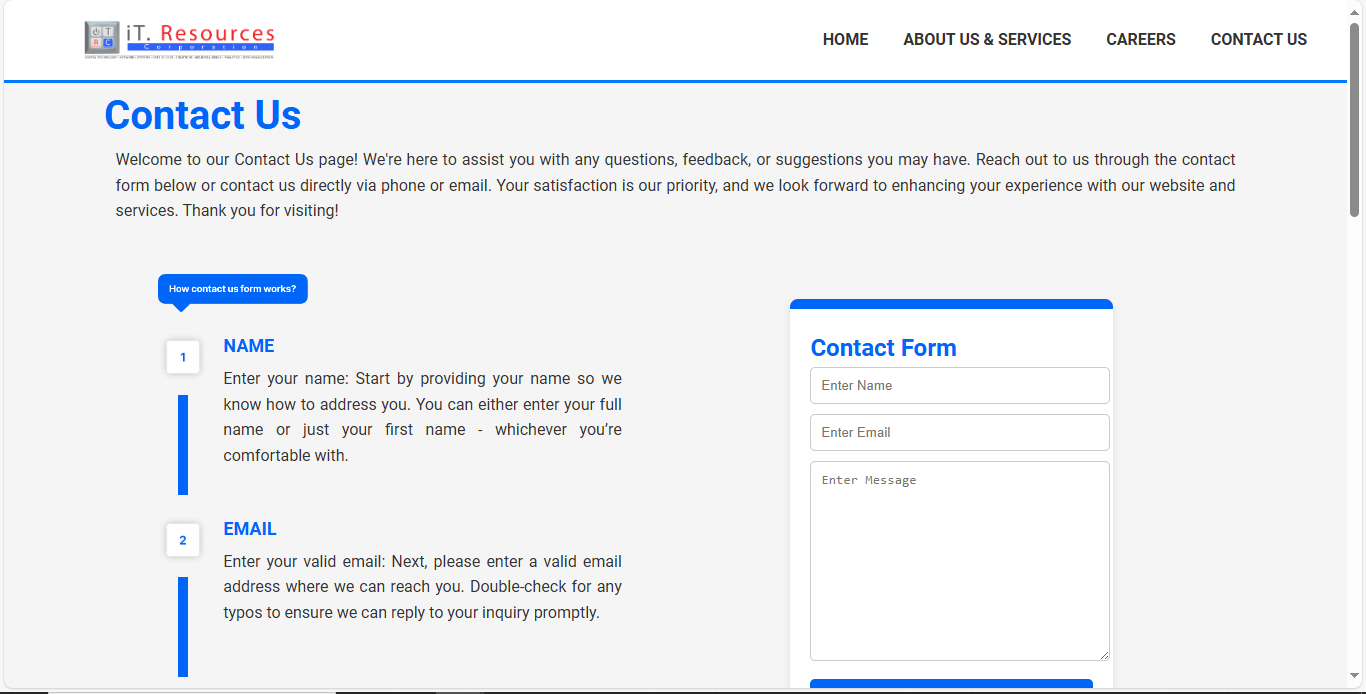 iT. Resources
Corporation
HOME
ABOUT US & SERVICES
CAREERS
CONTACT US
Contact Us
Welcome to our Contact Us page! We're here to assist you with any questions, feedback, or suggestions you may have. Reach out to us through the contact
form below or contact us directly via phone or email. Your satisfaction is our priority, and we look forward to enhancing your experience with our website and
services. Thank you for visiting!
How contact us form works?
1
NAME
Enter your name: Start by providing your name so we
know how to address you. You can either enter your full
name or just your first name - whichever you’re
comfortable with.
2
EMAIL
Enter your valid email: Next, please enter a valid email
address where we can reach you. Double-check for any
typos to ensure we can reply to your inquiry promptly.
Contact Form
Enter Name
Enter Email
Enter Message